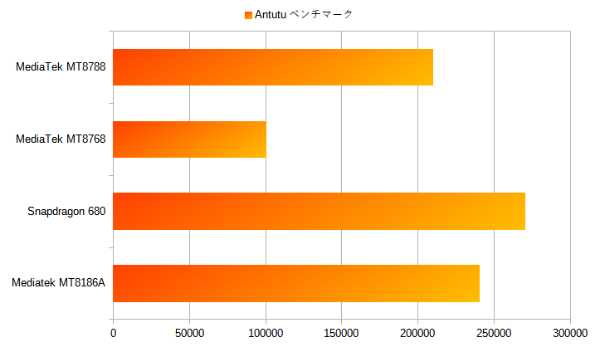 Antutu ベンチマーク
MediaTek MT8788
MediaTek MT8768
Snapdragon 680
Mediatek MT8186A
0 50000 100000 150000 200000 250000 300000